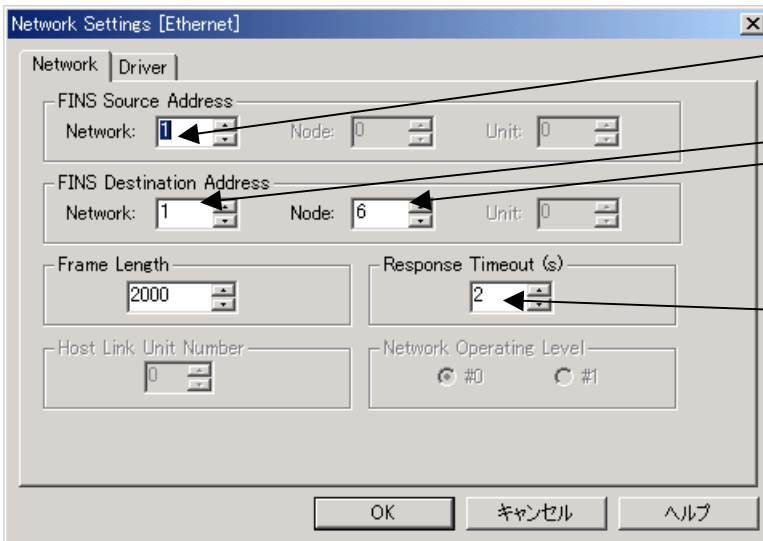 Network Settings [Ethernet]
Network Driver
FINS Source Address
Network: 1 Node: 0 Unit: 0
FINS Destination Address
Network: 1 Node: 6 Unit: 0
Frame Length Response Timeout (s)
2000 2
Host Link Unit Number Network Operating Level
0 #0 #1
OK キャンセル ヘルプ